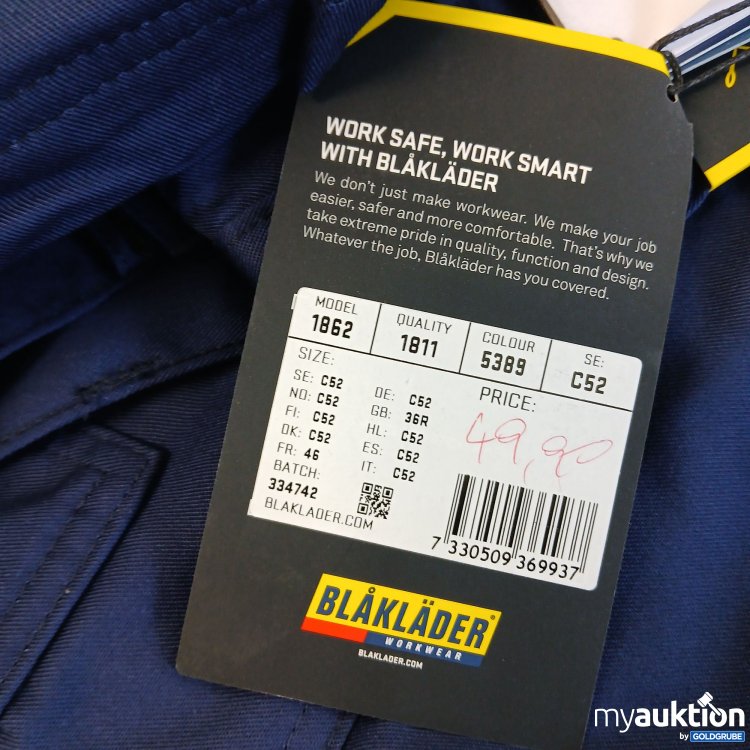 WORK SAFE, WORK SMART
WITH BLÅKLÄDER
We don't just make workwear. We make your job
easier, safer and more comfortable. That's why we
take extreme pride in quality, function and design.
Whatever the job, Blåkläder has you covered.
MODEL
1862
QUALITY
1811
COLOUR
5389
SE:
C52
SIZE:
SE: C52
NO: C52
FI: C52
DK: C52
FR: 46
DE: C52
GB: 36R
HL: C52
ES: C52
IT: C52
BATCH:
334742
BLAKLADER.COM
PRICE:
49,90
7 330509 369937
BLÅKLÄDER
WORKWEAR
BLAKLADER.COM
myauktion
by GOLDGRUBE